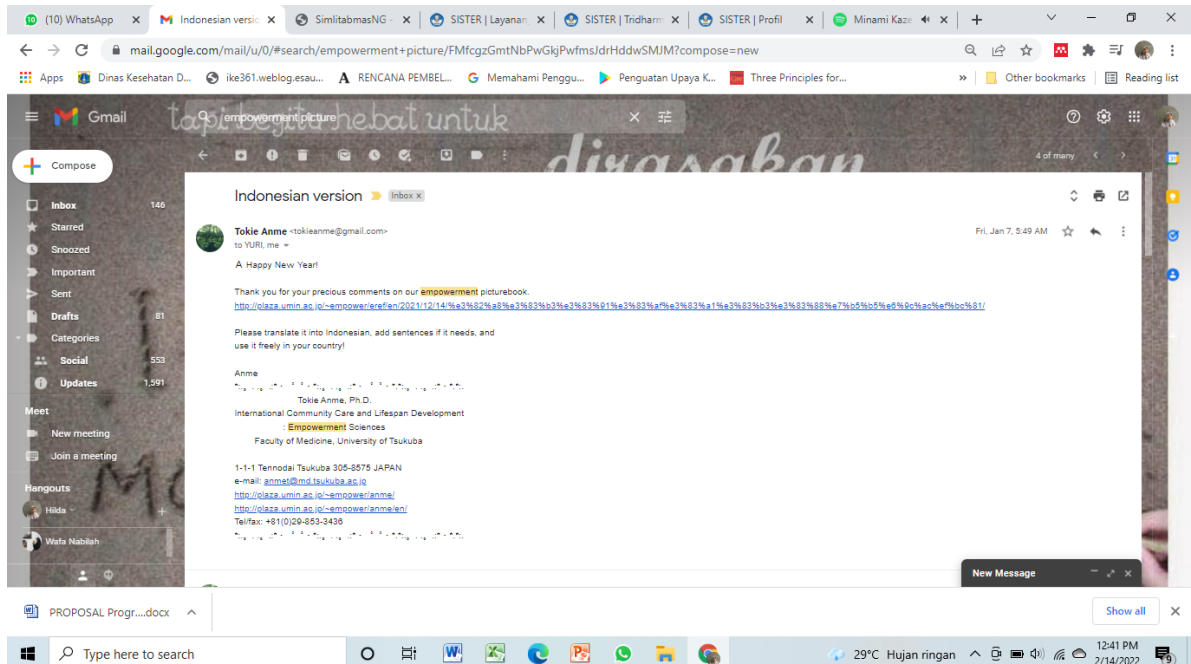 (10) WhatsApp
Indonesian versic
SimlitabmasNG -
SISTER | Layanan
SISTER | Tridharm
SISTER | Profil
Minami Kaze
mail.google.com/mail/u/0/#search/empowerment+picture/FMfcgzGmtNbPwGkjPwfmsJdrHddwSMJM?compose=new
Apps
Dinas Kesehatan D...
ike361.weblog.esau...
RENCANA PEMBEL...
Memahami Penggu...
Penguatan Upaya K...
Three Principles for...
»
Other bookmarks
Reading list
Gmail
empowerment picture
tapi begitu hebat untuk
dirasakan
4 of many
Compose
Inbox 146
Starred
Snoozed
Important
Sent
Drafts 81
Categories
Social 553
Updates 1,591
Meet
New meeting
Join a meeting
Hangouts
Hilda
Wafa Nabilah
Indonesian version
Inbox x
Tokie Anme <tokieanme@gmail.com>
Fri, Jan 7, 5:49 AM
to YURI, me
A Happy New Year!
Thank you for your precious comments on our empowerment picturebook.
http://plaza.umin.ac.jp/~empower/eref/en/2021/12/14/%e3%82%a8%e3%83%b3%e3%83%91%e3%83%af%e3%83%a1%e3%83%b3%e3%83%88%e7%b5%b5%e6%9c%ac%ef%bc%81/
Please translate it into Indonesian, add sentences if it needs, and
use it freely in your country!
Anme
Tokie Anme, Ph.D.
International Community Care and Lifespan Development
: Empowerment Sciences
Faculty of Medicine, University of Tsukuba
1-1-1 Tennodai Tsukuba 305-8575 JAPAN
e-mail: anmet@md.tsukuba.ac.jp
http://plaza.umin.ac.jp/~empower/anme/
http://plaza.umin.ac.jp/~empower/anme/en/
Tel/fax: +81(0)29-853-3436
New Message
PROPOSAL Progr....docx
Show all
Type here to search
29°C Hujan ringan
12:41 PM
2/14/2022